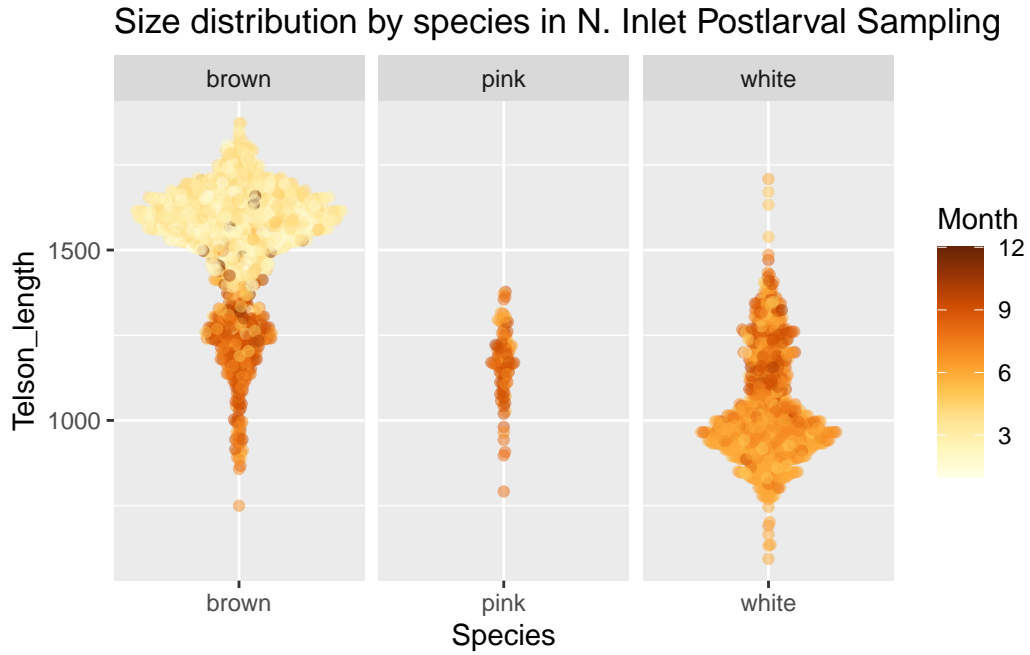 Size distribution by species in N. Inlet Postlarval Sampling
brown
pink
white
Telson_length
1500
1000
brown
pink
white
Species
Month
12
9
6
3